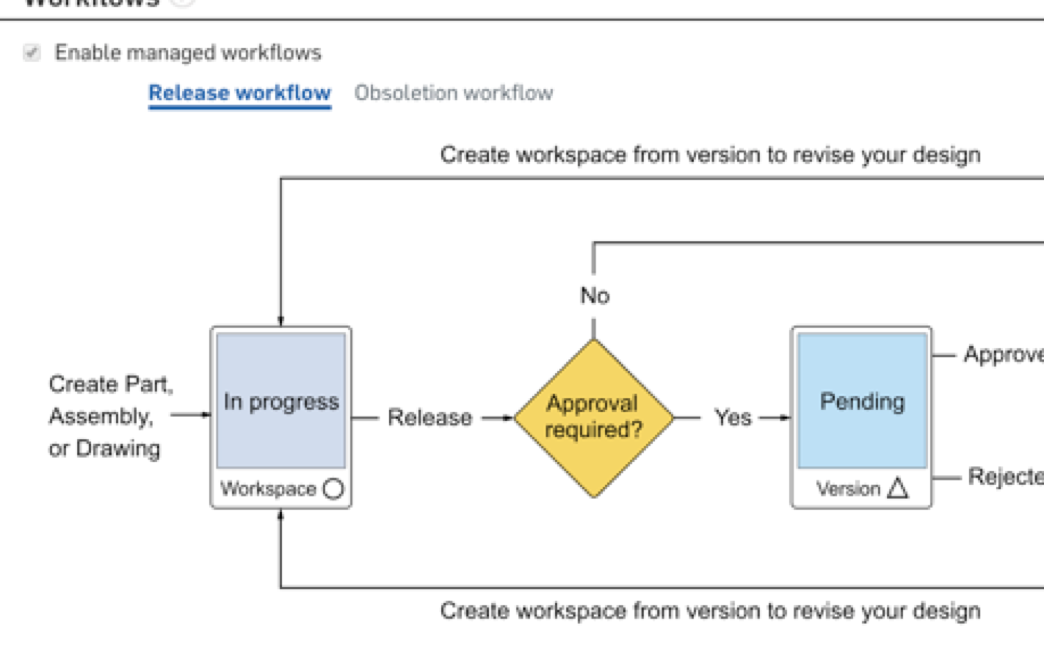 Workflows
Enable managed workflows
Release workflow Obsoletion workflow
Create workspace from version to revise your design
No
Create Part,
Assembly,
or Drawing
In progress
Workspace
Release
Approval
required?
Yes
Pending
Version
Approve
Rejecte
Create workspace from version to revise your design